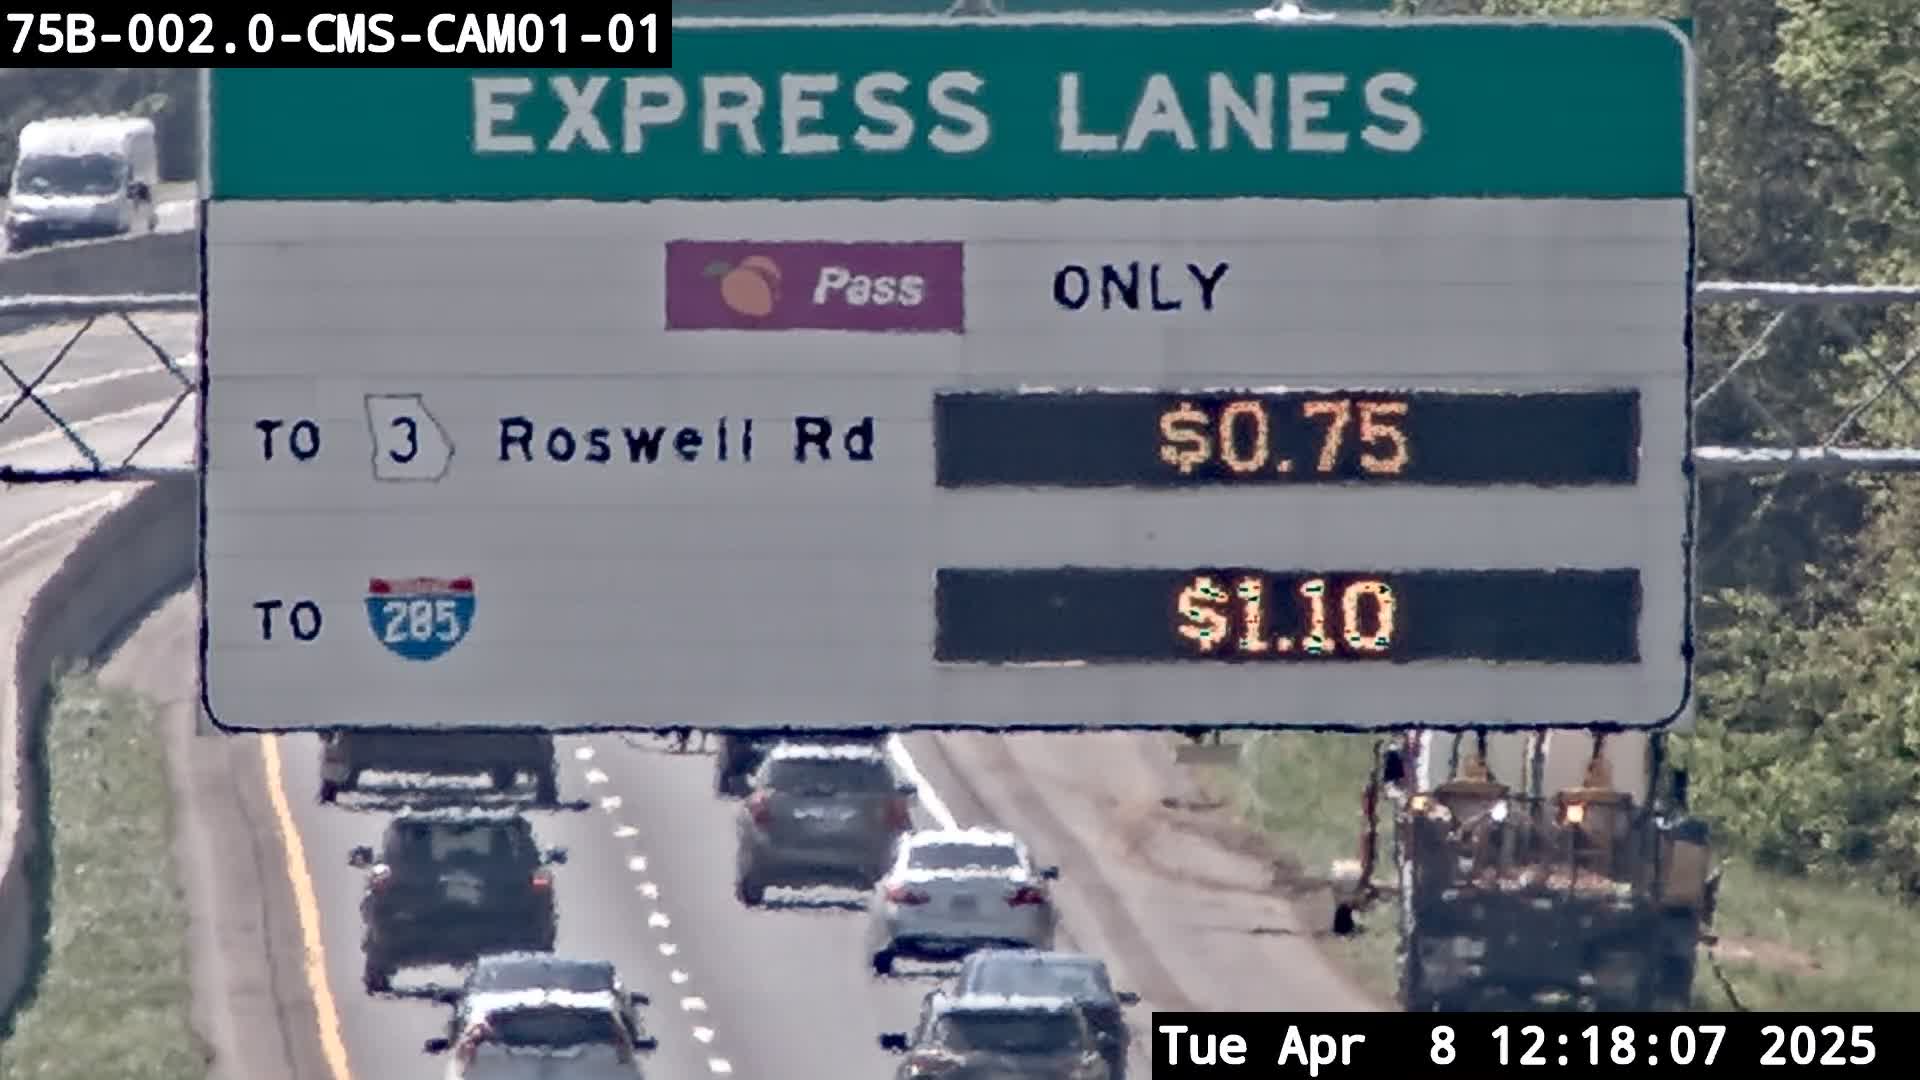 75B-002.0-CMS-CAM01-01
EXPRESS LANES
Pass ONLY
TO 3 Roswell Rd $0.75
TO 285 $1.10
Tue Apr 8 12:18:07 2025